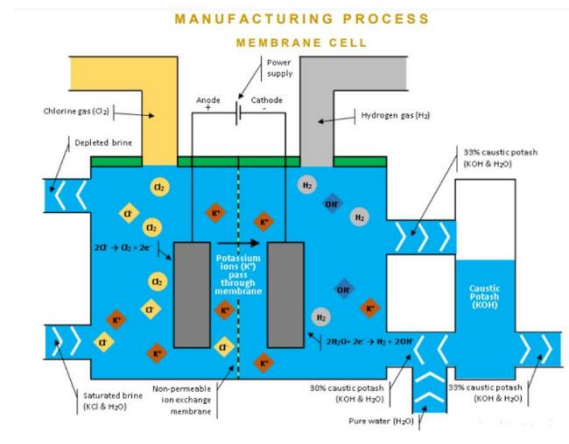 MANUFACTURING PROCESS
MEMBRANE CELL
Power
supply
Anode
+
Cathode
-
Chlorine gas (Cl₂)
Hydrogen gas (H₂)
Depleted brine
33% caustic potash
(KOH & H₂O)
Cl₂
H₂
OH⁻
Cl⁻
K⁺
H₂
Cl₂
K⁺
2Cl⁻ → Cl₂ + 2e⁻
Potassium
ions (K⁺)
pass
through
membrane
Cl₂
OH⁻
Caustic
Potash
(KOH)
Cl⁻
K⁺
K⁺
K⁺
H₂
Cl⁻
Cl⁻
2H₂O+ 2e⁻ → H₂ + 2OH⁻
K⁺
K⁺
Saturated brine
(KCl & H₂O)
Non-permeable
ion exchange
membrane
30% caustic potash
(KOH & H₂O)
33% caustic potash
(KOH & H₂O)
Pure water (H₂O)